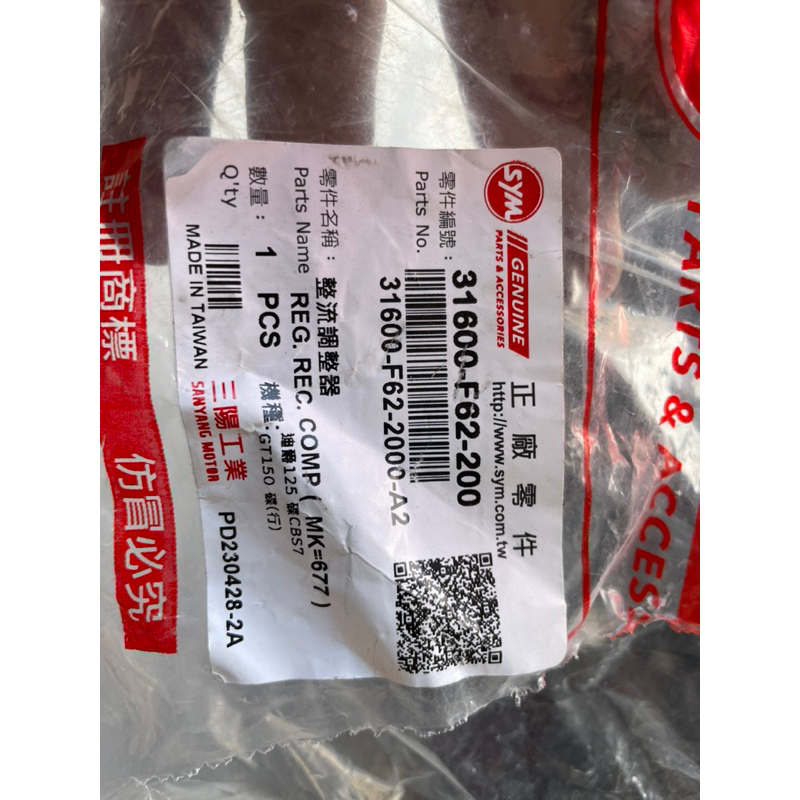 SYM
GENUINE
PARTS & ACCESSORIES
正廠零件
http://www.sym.com.tw
零件編號：
Parts No.
31600-F62-200
31600-F62-2000-A2
零件名稱：整流調整器
Parts Name REG. REC. COMP ( MK=677 )
數量：
Q'ty
1 PCS
機種：
迪爵125 碟CBS7
GT150 碟(行)
MADE IN TAIWAN
三陽工業
SANYANG MOTOR
PD230428-2A
商標
仿冒必究
PARTS & ACCESS